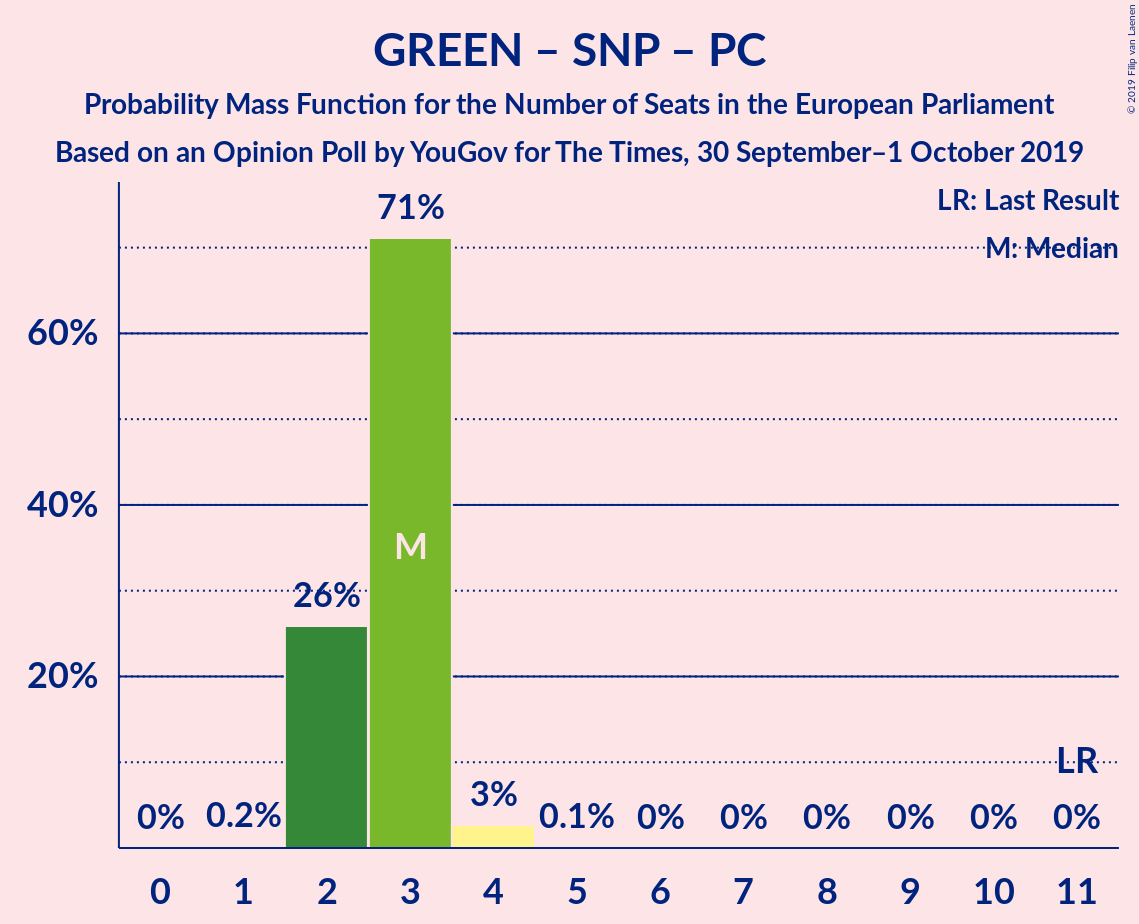 GREEN – SNP – PC
Probability Mass Function for the Number of Seats in the European Parliament
Based on an Opinion Poll by YouGov for The Times, 30 September–1 October 2019
© 2019 Filip van Laenen
LR: Last Result
M: Median
71%
60%
40%
M
26%
20%
LR
3%
0% 0.2% 0.1% 0% 0% 0% 0% 0% 0%
0 1 2 3 4 5 6 7 8 9 10 11